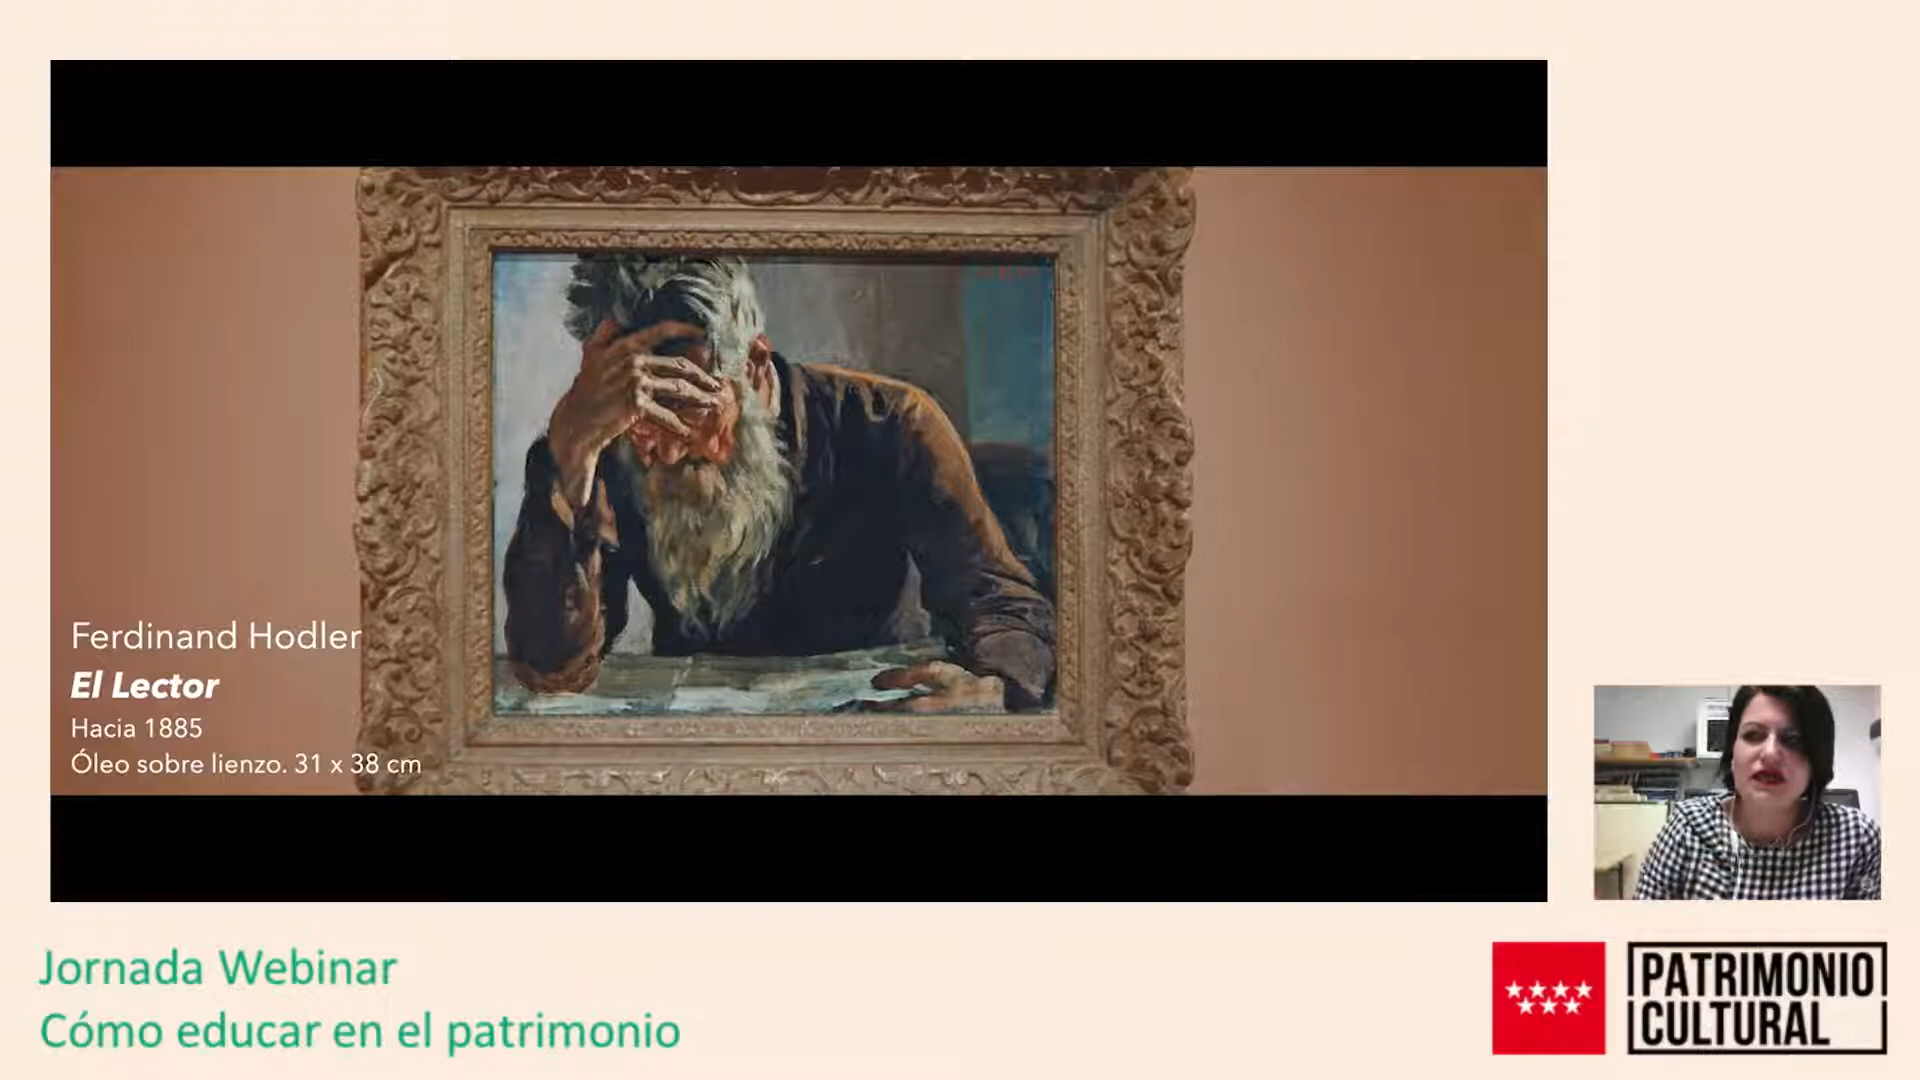 Ferdinand Hodler
El Lector
Hacia 1885
Óleo sobre lienzo. 31 x 38 cm
Jornada Webinar
Cómo educar en el patrimonio
PATRIMONIO
CULTURAL